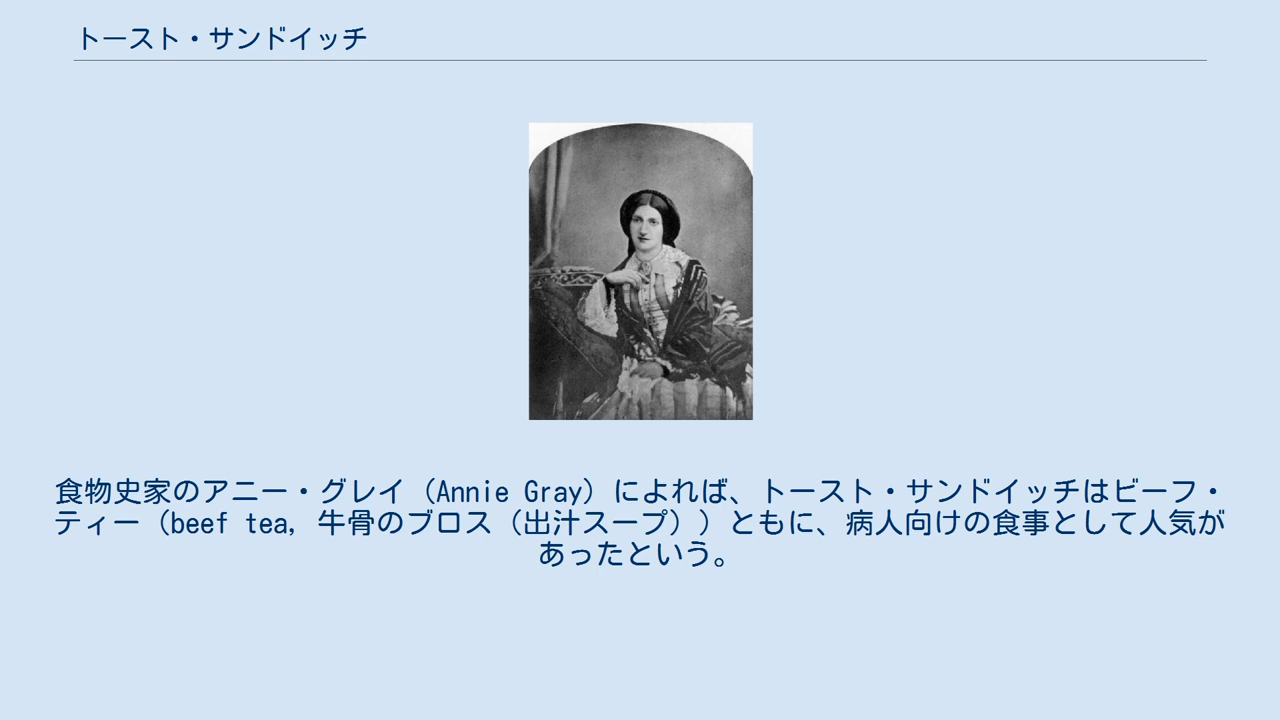 トースト・サンドイッチ
食物史家のアニー・グレイ（Annie Gray）によれば、トースト・サンドイッチはビーフ・
ティー（beef tea, 牛骨のブロス（出汁スープ））ともに、病人向けの食事として人気が
あったという。